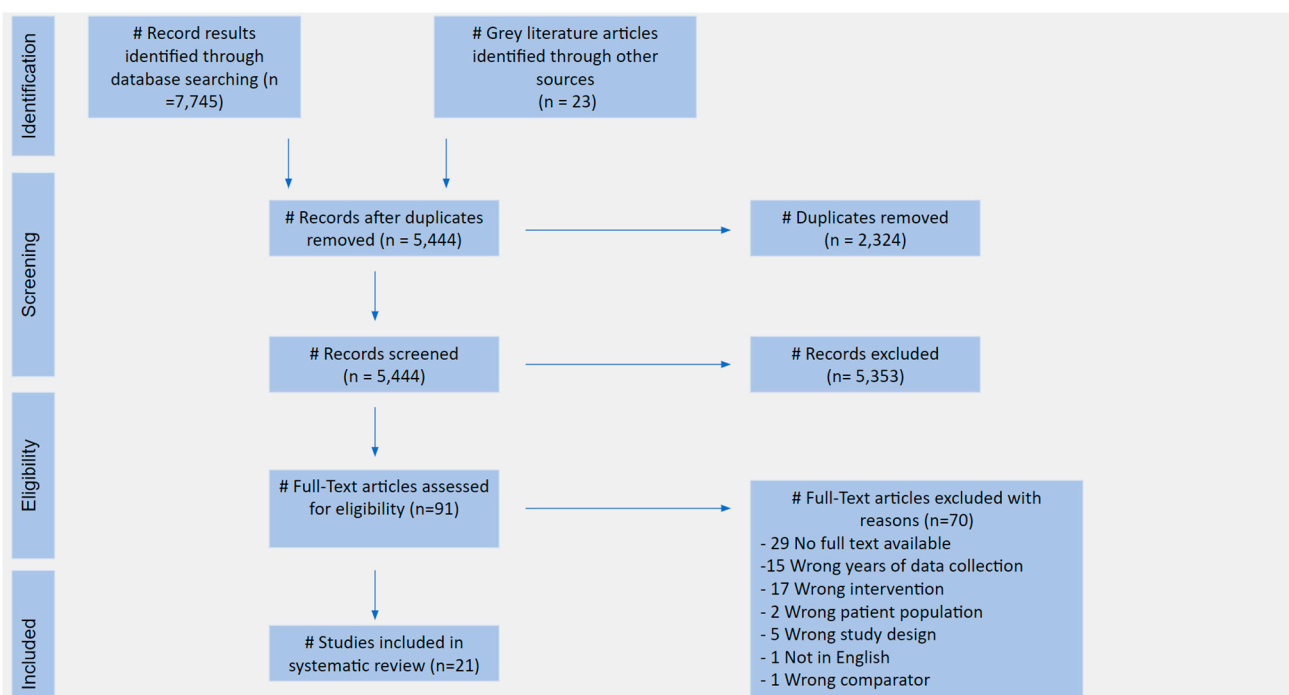 Identification
# Record results
identified through
database searching (n
=7,745)
# Grey literature articles
identified through other
sources
(n = 23)
Screening
# Records after duplicates
removed (n = 5,444)
# Duplicates removed
(n = 2,324)
# Records screened
(n = 5,444)
# Records excluded
(n= 5,353)
Eligibility
# Full-Text articles assessed
for eligibility (n=91)
# Full-Text articles excluded with
reasons (n=70)
- 29 No full text available
-15 Wrong years of data collection
- 17 Wrong intervention
- 2 Wrong patient population
- 5 Wrong study design
- 1 Not in English
- 1 Wrong comparator
Included
# Studies included in
systematic review (n=21)